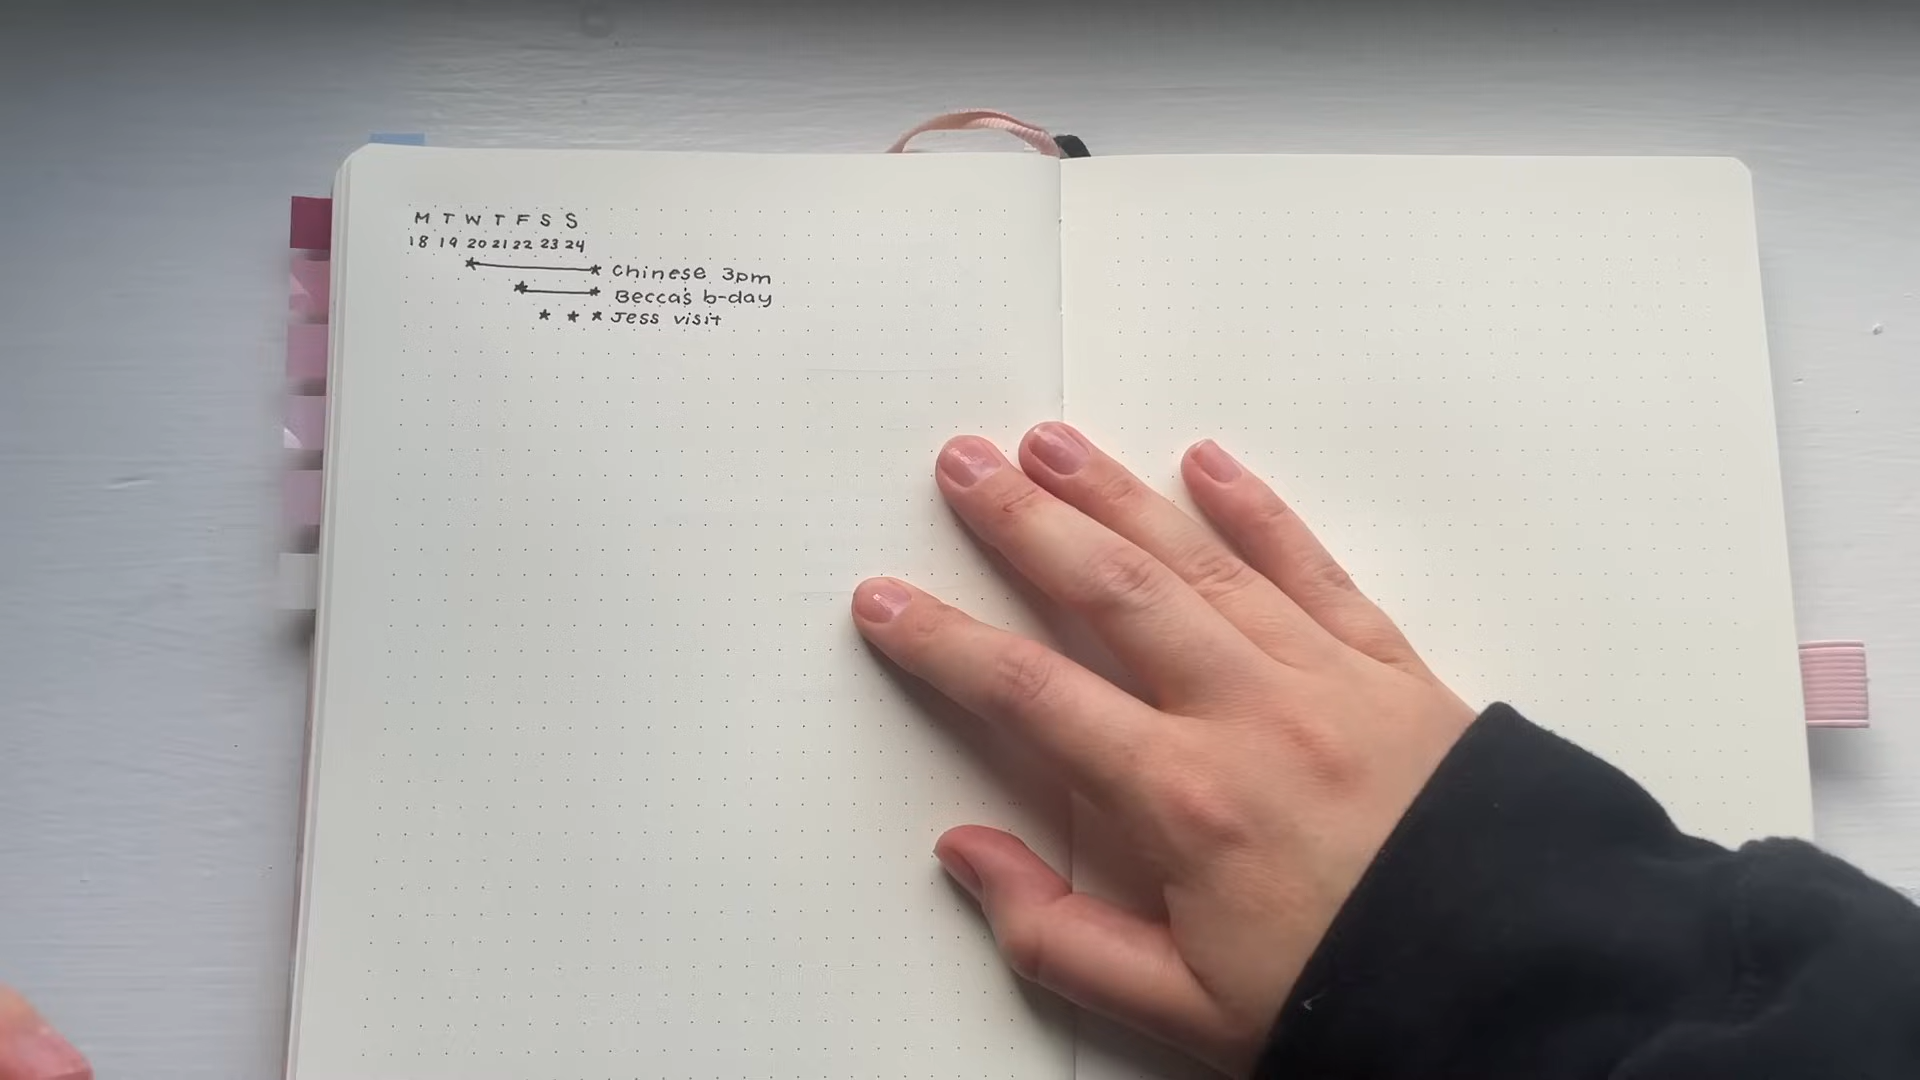 M T W T F S S
18 19 20 21 22 23 24
Chinese 3pm
Becca's b-day
Jess visit